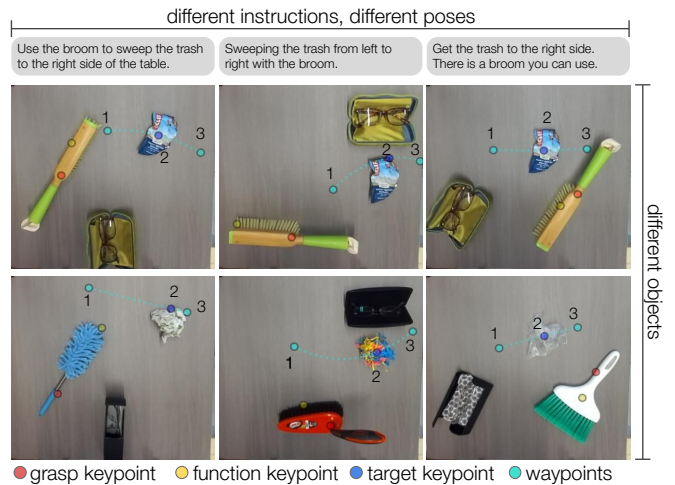 different instructions, different poses
Use the broom to sweep the trash
to the right side of the table.
Sweeping the trash from left to
right with the broom.
Get the trash to the right side.
There is a broom you can use.
1
2
3
1
2
3
1
2
3
different objects
1
2
3
1
2
3
1
2
3
grasp keypoint
function keypoint
target keypoint
waypoints